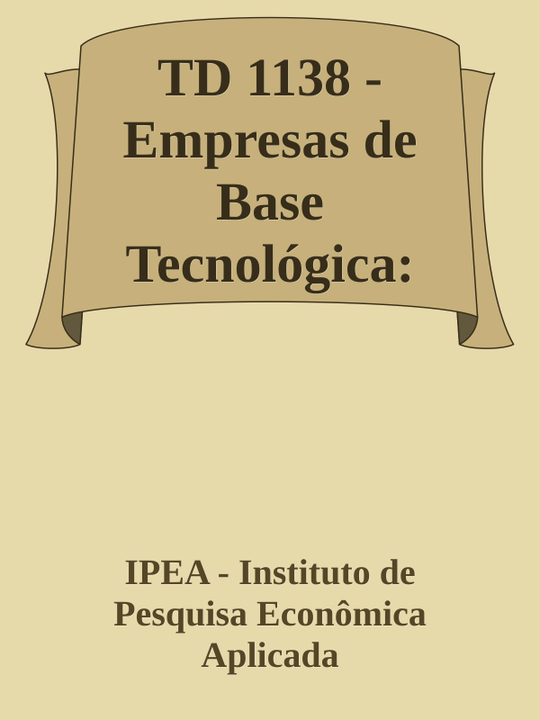 TD 1138 -
Empresas de
Base
Tecnológica:
IPEA - Instituto de
Pesquisa Econômica
Aplicada